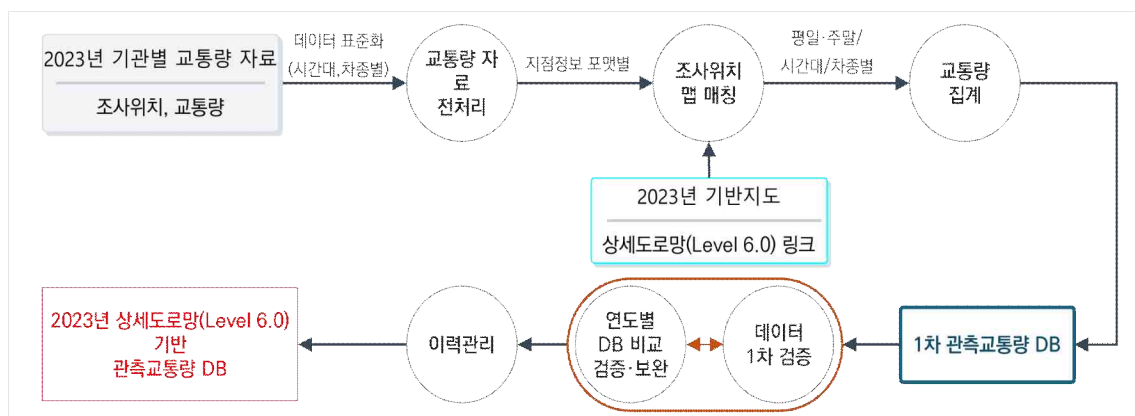 2023년 기관별 교통량 자료
조사위치, 교통량
데이터 표준화
(시간대,차종별)
교통량 자
료
전처리
지점정보 포맷별
조사위치
맵 매칭
평일·주말/
시간대/차종별
교통량
집계
2023년 기반지도
상세도로망(Level 6.0) 링크
1차 관측교통량 DB
데이터
1차 검증
연도별
DB 비교
검증·보완
이력관리
2023년 상세도로망(Level 6.0)
기반
관측교통량 DB